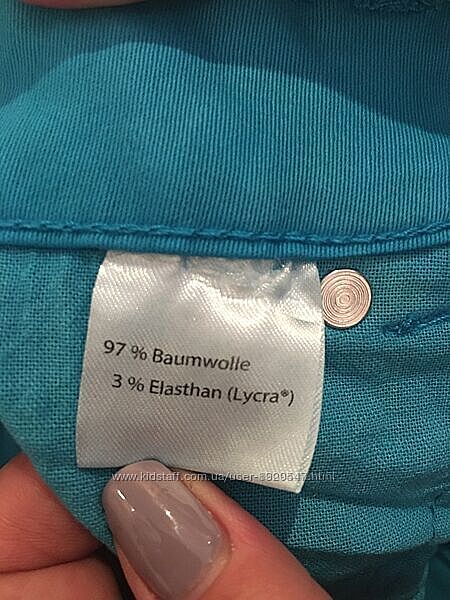 97 % Baumwolle
3 % Elasthan (Lycra®)